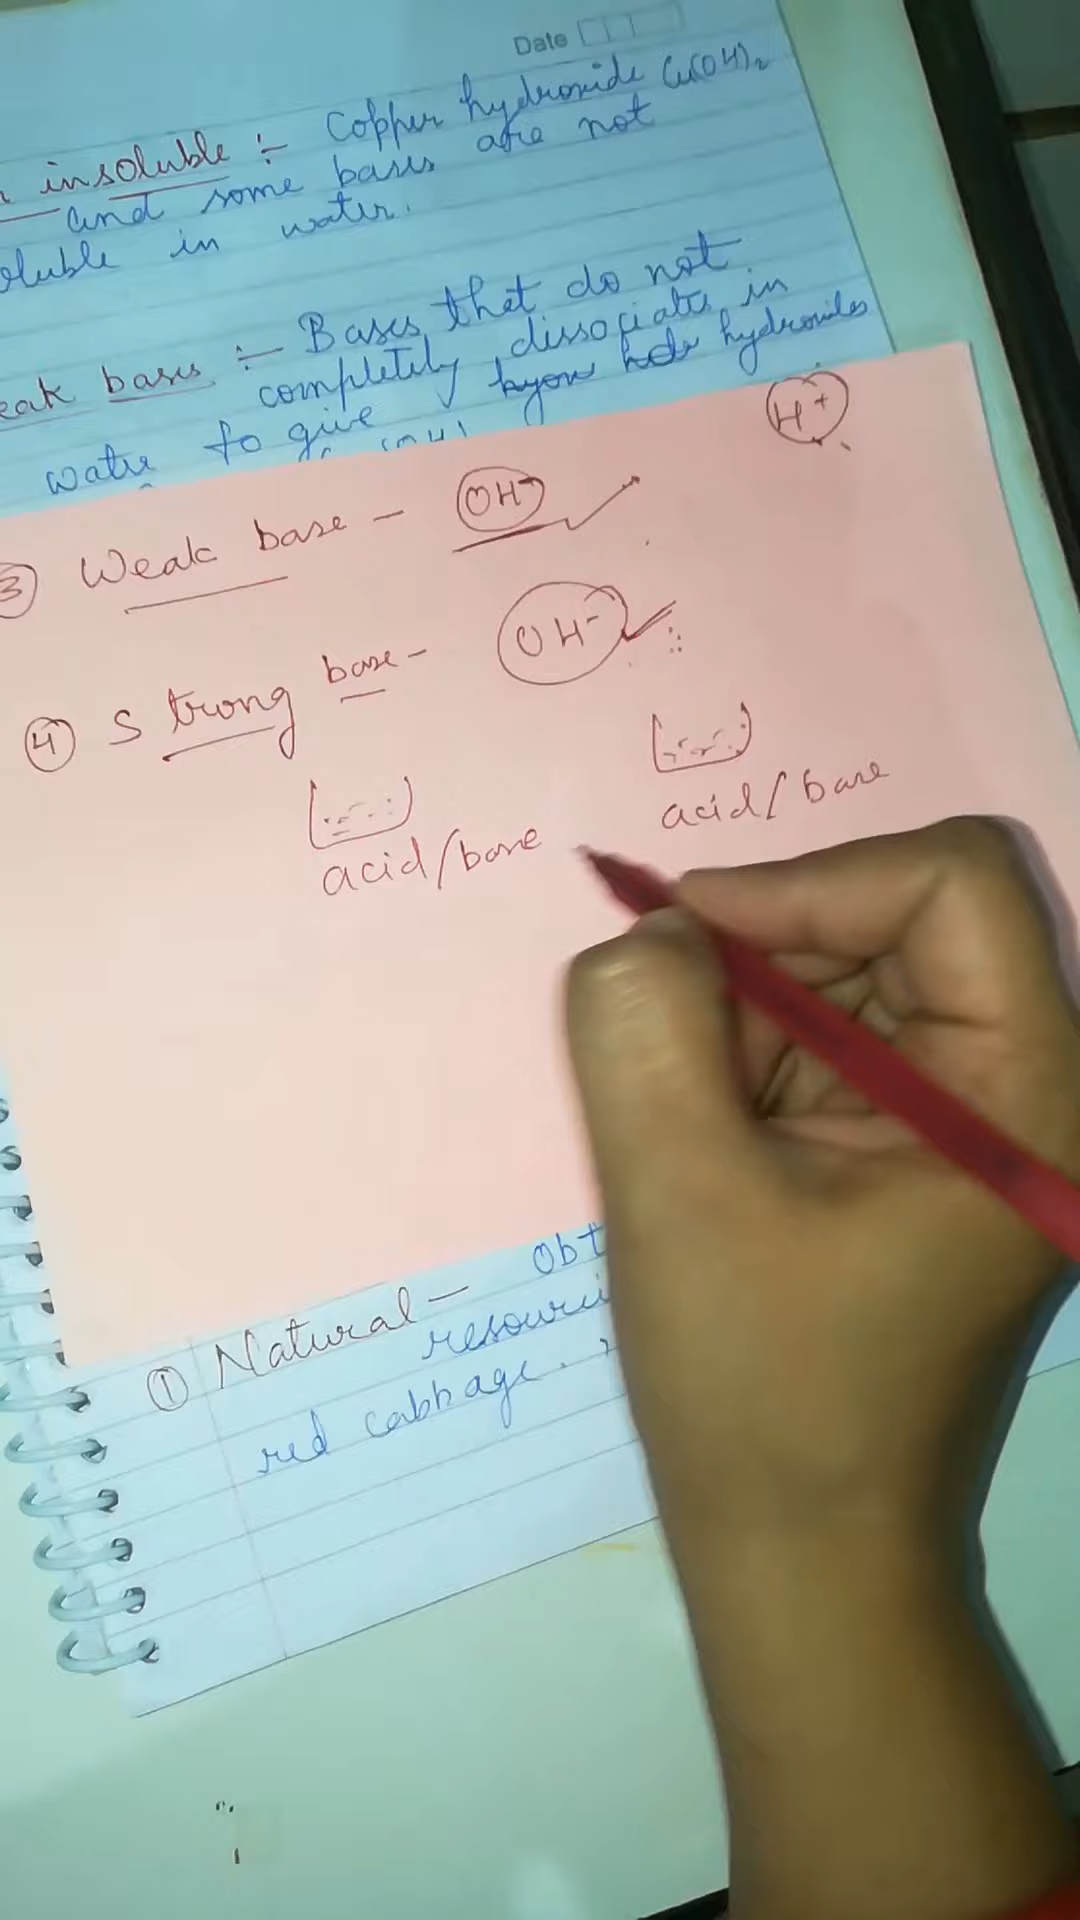 Date
insoluble :- Copper hydroxide Cu(OH)2
and some bases are not
oluble in water.
eak bases :- Bases that do not
completely dissociate in
water to give hydroxides
H+
3 Weak base - OH-
4 Strong base - OH-
acid/base
acid/base
1 Natural - Obt
resourc
red cabbage.